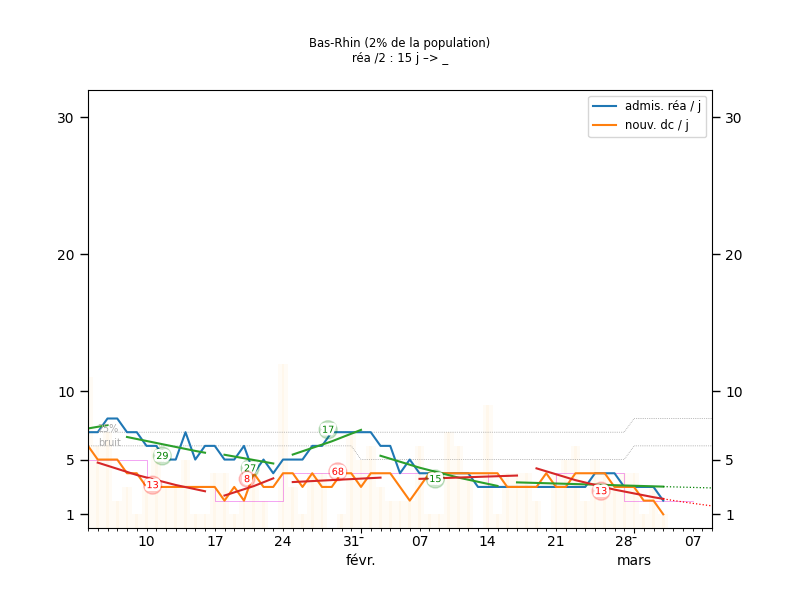 Bas-Rhin (2% de la population)
réa /2 : 15 j –> _
admis. réa / j
nouv. dc / j
30 30
20 20
10 10
5 5
1 1
25%
bruit
29
13
27
8
17
68
15
13
10 17 24 31 07 14 21 28 07
févr. mars